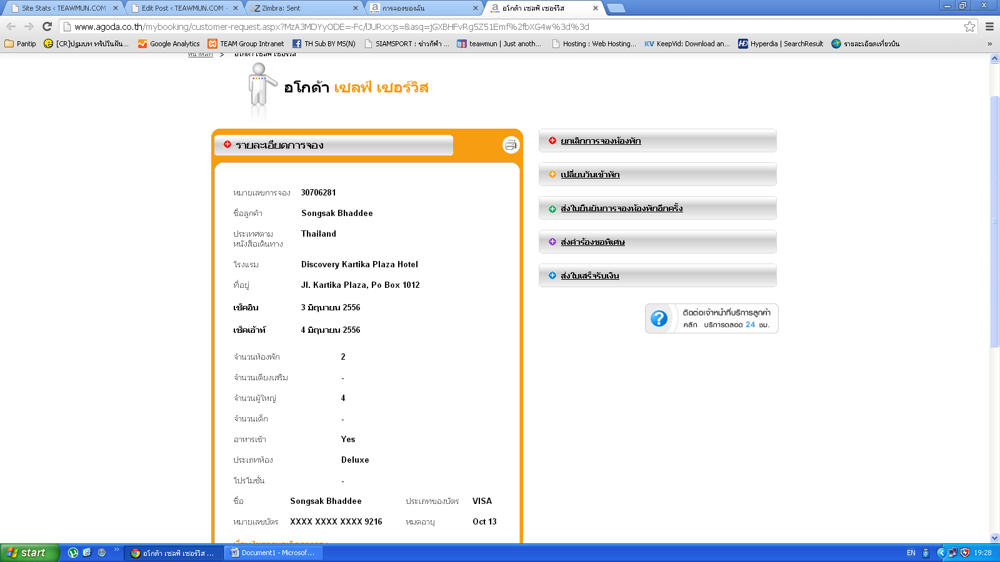 Site Stats ‹ TEAWMUN.COM
Edit Post ‹ TEAWMUN.COM –
Zimbra: Sent
การจองของฉัน
อโกด้า เซลฟ์ เซอร์วิส
www.agoda.co.th/mybooking/customer-request.aspx?MzA3MDYyODE=-Fc/lJURxxjs=&asq=jGXBHFvRg5Z51Emf%2fbXG4w%3d%3d
Pantip
[CR]ปฐมบท ทริปในฝัน...
Google Analytics
TEAM Group Intranet
TH Sub BY MS(N)
SIAMSPORT : ข่าวกีฬา ...
teawmun | Just anoth...
Hosting : Web Hosting...
KeepVid: Download an...
Hyperdia | SearchResult
รายละเอียดเที่ยวบิน
หน้าหลัก > อโกด้า เซลฟ์ เซอร์วิส
อโกด้า เซลฟ์ เซอร์วิส
รายละเอียดการจอง
หมายเลขการจอง 30706281
ชื่อลูกค้า Songsak Bhaddee
ประเทศตาม Thailand
หนังสือเดินทาง
โรงแรม Discovery Kartika Plaza Hotel
ที่อยู่ Jl. Kartika Plaza, Po Box 1012
เช็คอิน 3 มิถุนายน 2556
เช็คเอ้าท์ 4 มิถุนายน 2556
จำนวนห้องพัก 2
จำนวนเตียงเสริม -
จำนวนผู้ใหญ่ 4
จำนวนเด็ก -
อาหารเช้า Yes
ประเภทห้อง Deluxe
โปรโมชั่น -
ชื่อ Songsak Bhaddee ประเภทของบัตร VISA
หมายเลขบัตร XXXX XXXX XXXX 9216 หมดอายุ Oct 13
ยกเลิกการจองห้องพัก
เปลี่ยนวันเข้าพัก
ส่งใบยืนยันการจองห้องพักอีกครั้ง
ส่งคำร้องขอพิเศษ
ส่งใบเสร็จรับเงิน
ติดต่อเจ้าหน้าที่บริการลูกค้า
คลิก บริการตลอด 24 ชม.
start
อโกด้า เซลฟ์ เซอร์วิส ...
Document1 - Microsof...
EN
19:28